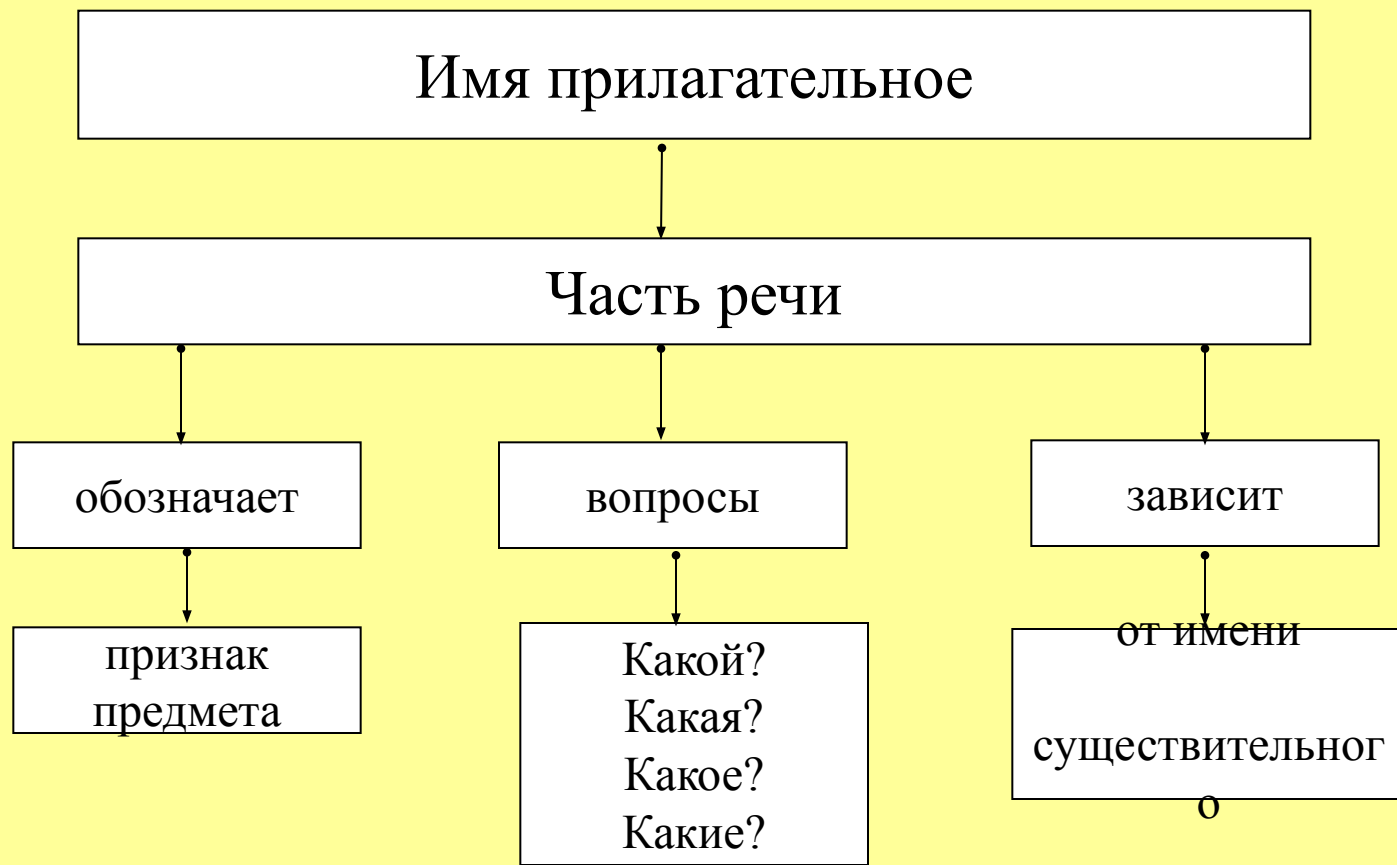 Имя прилагательное
Часть речи
обозначает
вопросы
зависит
признак
предмета
Какой?
Какая?
Какое?
Какие?
от имени
существительног
о